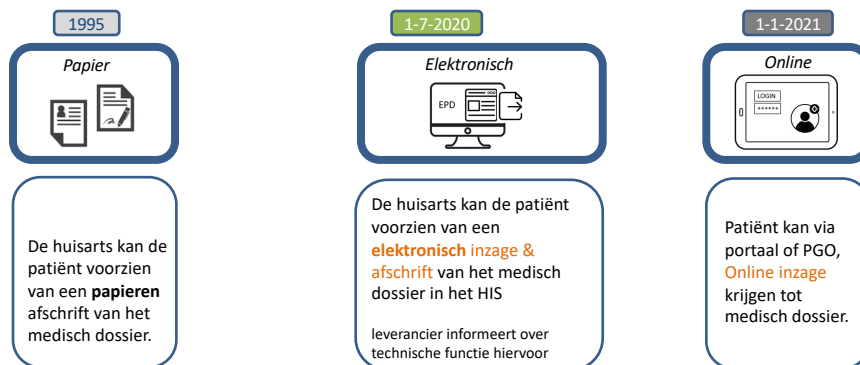 1995
Papier
De huisarts kan de
patiënt voorzien
van een papieren
afschrift van het
medisch dossier.
1-7-2020
Elektronisch
EPD
De huisarts kan de patiënt
voorzien van een
elektronisch inzage &
afschrift van het medisch
dossier in het HIS
leverancier informeert over
technische functie hiervoor
1-1-2021
Online
LOGIN
******
Patiënt kan via
portaal of PGO,
Online inzage
krijgen tot
medisch dossier.